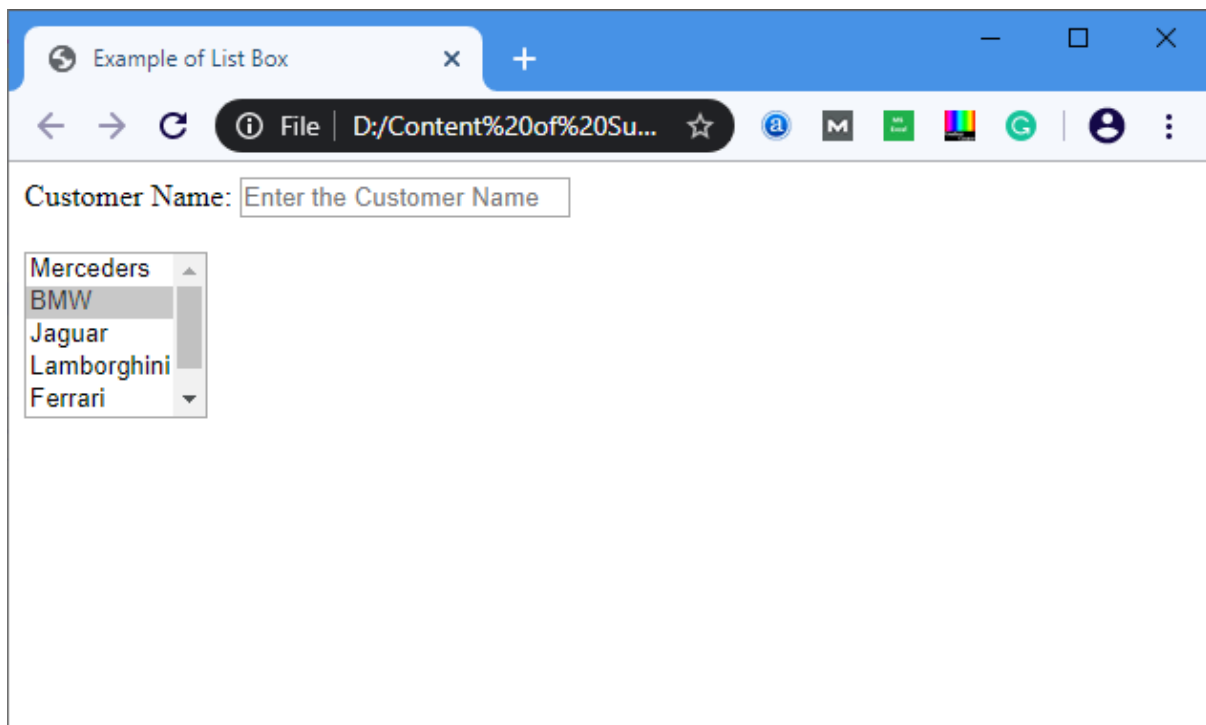 Example of List Box
File D:/Content%20of%20Su...
Customer Name: Enter the Customer Name
Merceders
BMW
Jaguar
Lamborghini
Ferrari